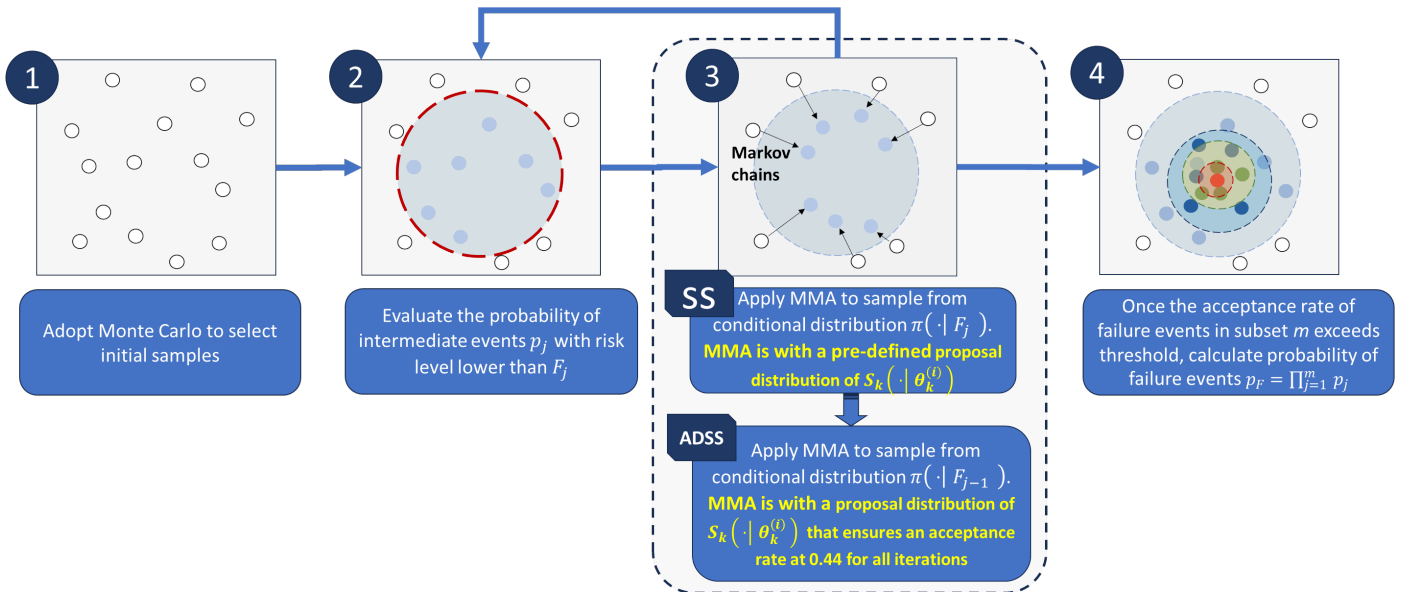 1
Adopt Monte Carlo to select
initial samples
2
Evaluate the probability of
intermediate events p_j with risk
level lower than F_j
3
Markov
chains
SS
Apply MMA to sample from
conditional distribution π( ·| F_j ).
MMA is with a pre-defined proposal
distribution of S_k( ·| θ_k^(i))
ADSS
Apply MMA to sample from
conditional distribution π( ·| F_{j−1} ).
MMA is with a proposal distribution of
S_k( ·| θ_k^(i)) that ensures an acceptance
rate at 0.44 for all iterations
4
Once the acceptance rate of
failure events in subset m exceeds
threshold, calculate probability of
failure events p_F = ∏_{j=1}^m p_j